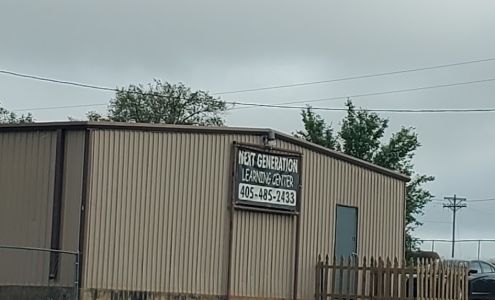 NEXT GENERATION
LEARNING CENTER
405-485-2433